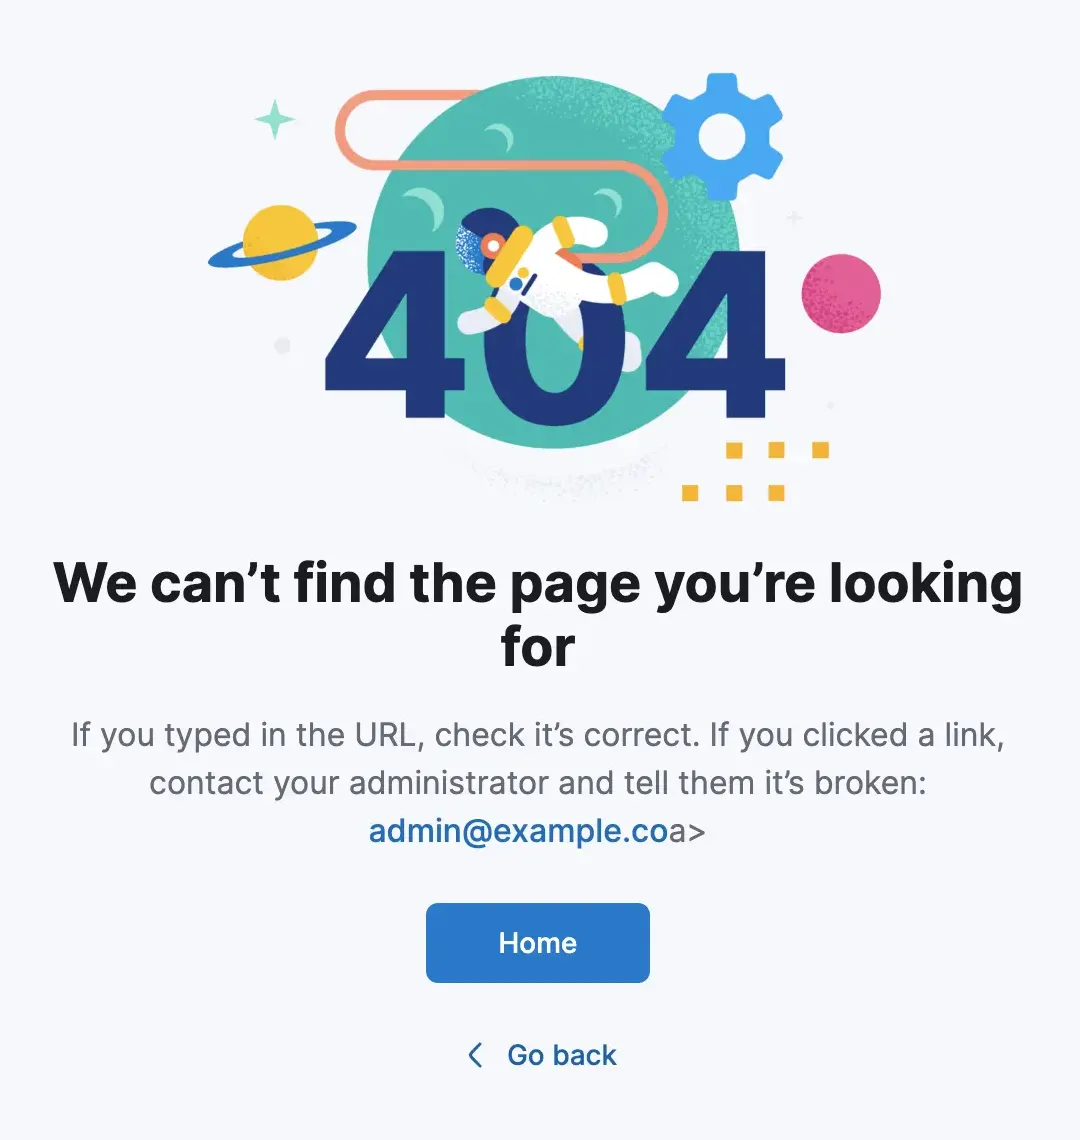 404
We can’t find the page you’re looking
for
If you typed in the URL, check it’s correct. If you clicked a link,
contact your administrator and tell them it’s broken:
admin@example.coa>
Home
Go back